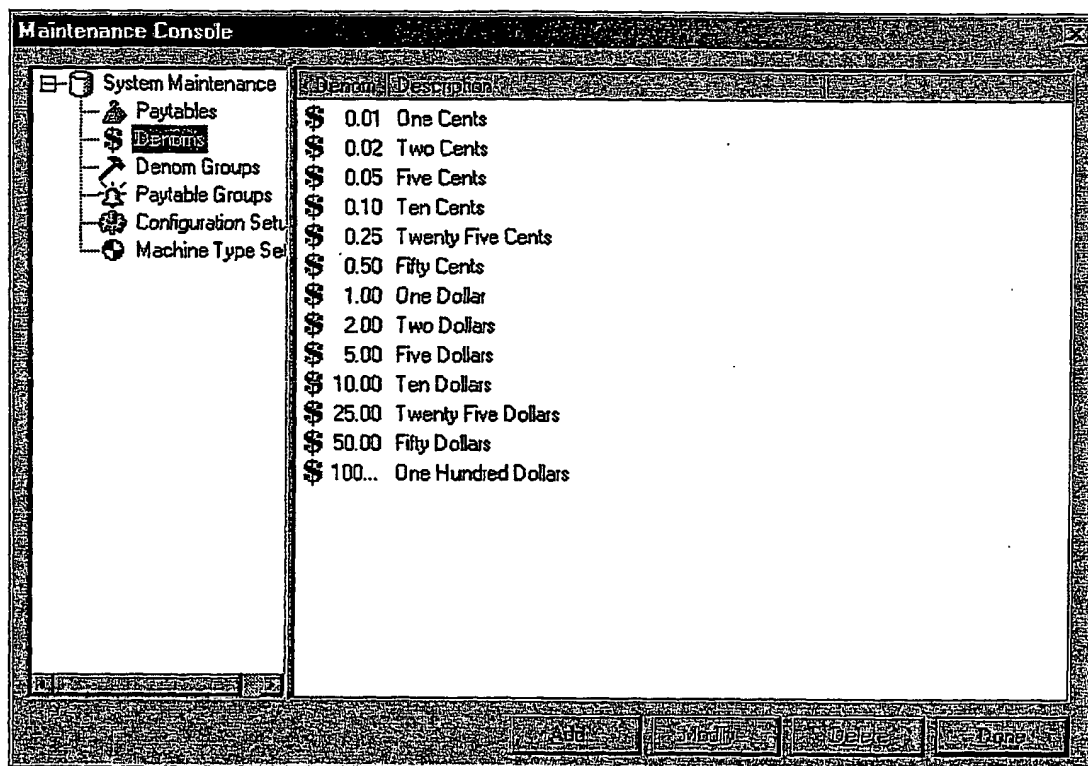 Maintenance Console
System Maintenance
Paytables
Denoms
Denom Groups
Paytable Groups
Configuration Setu
Machine Type Sel
Denom Description
$ 0.01 One Cents
$ 0.02 Two Cents
$ 0.05 Five Cents
$ 0.10 Ten Cents
$ 0.25 Twenty Five Cents
$ 0.50 Fifty Cents
$ 1.00 One Dollar
$ 2.00 Two Dollars
$ 5.00 Five Dollars
$ 10.00 Ten Dollars
$ 25.00 Twenty Five Dollars
$ 50.00 Fifty Dollars
$ 100... One Hundred Dollars
Add Modify Delete Done